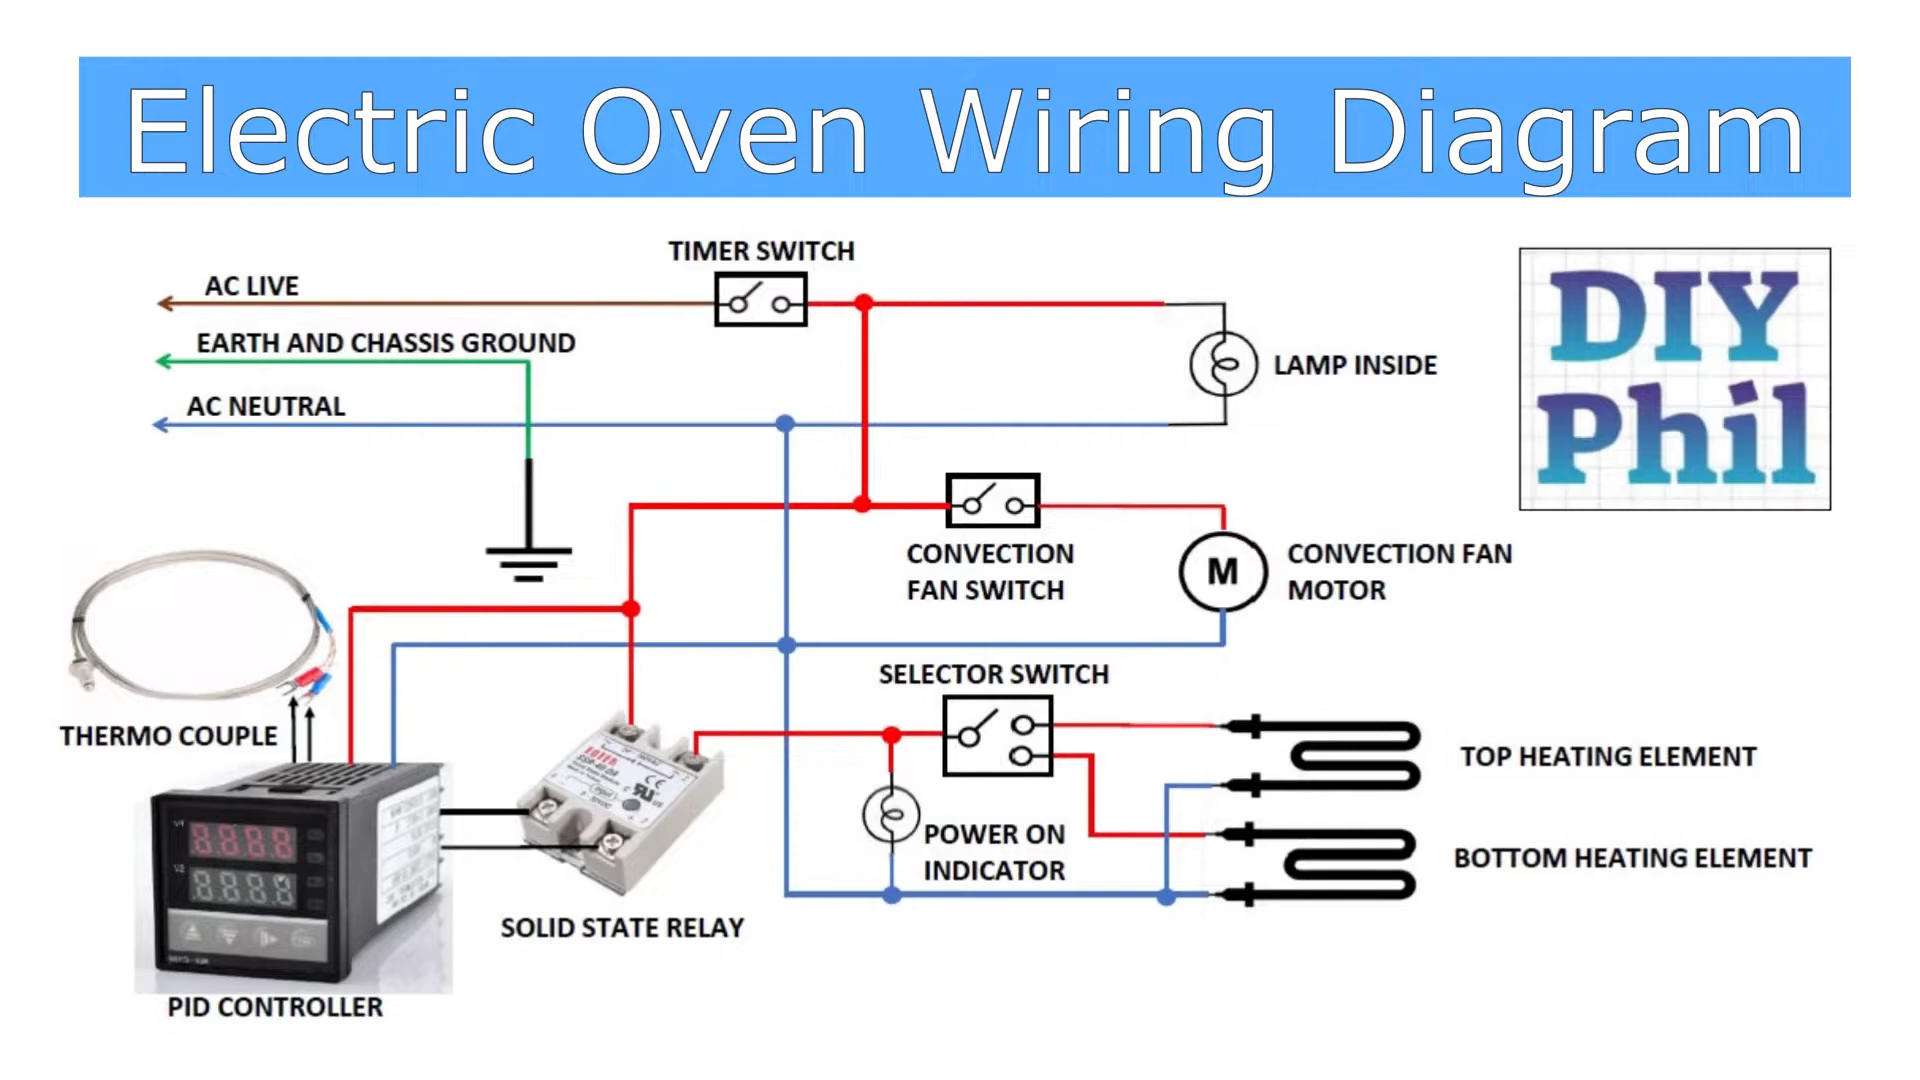 Electric Oven Wiring Diagram
TIMER SWITCH
AC LIVE
EARTH AND CHASSIS GROUND
AC NEUTRAL
LAMP INSIDE
DIY
Phil
CONVECTION
FAN SWITCH
M
CONVECTION FAN
MOTOR
SELECTOR SWITCH
THERMO COUPLE
TOP HEATING ELEMENT
POWER ON
INDICATOR
BOTTOM HEATING ELEMENT
SOLID STATE RELAY
PID CONTROLLER
8888
8888